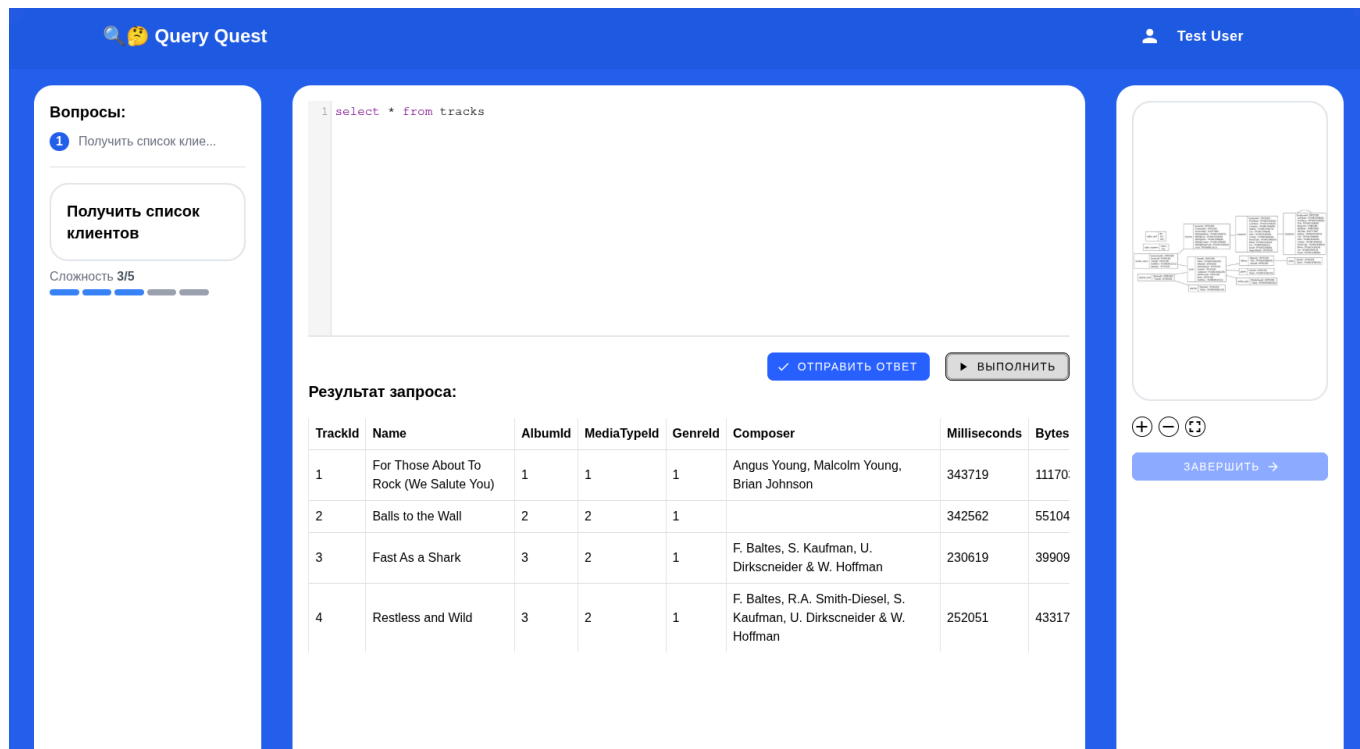 🔍🤔 Query Quest
Test User
Вопросы:
1 Получить список клие...
Получить список
клиентов
Сложность 3/5
1 select * from tracks
ОТПРАВИТЬ ОТВЕТ
ВЫПОЛНИТЬ
Результат запроса:
TrackId Name AlbumId MediaTypeId GenreId Composer Milliseconds Bytes
1 For Those About To Rock (We Salute You) 1 1 1 Angus Young, Malcolm Young, Brian Johnson 343719 11170
2 Balls to the Wall 2 2 1 342562 55104
3 Fast As a Shark 3 2 1 F. Baltes, S. Kaufman, U. Dirkscneider & W. Hoffman 230619 39909
4 Restless and Wild 3 2 1 F. Baltes, R.A. Smith-Diesel, S. Kaufman, U. Dirkscneider & W. Hoffman 252051 43317
ЗАВЕРШИТЬ